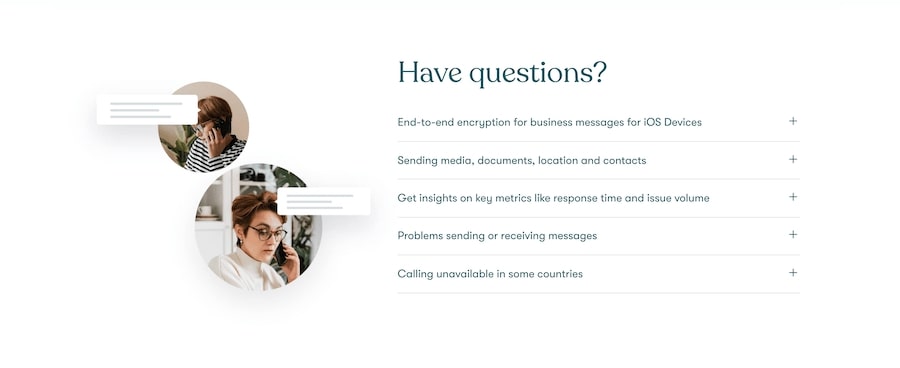 Have questions?
End-to-end encryption for business messages for iOS Devices
Sending media, documents, location and contacts
Get insights on key metrics like response time and issue volume
Problems sending or receiving messages
Calling unavailable in some countries